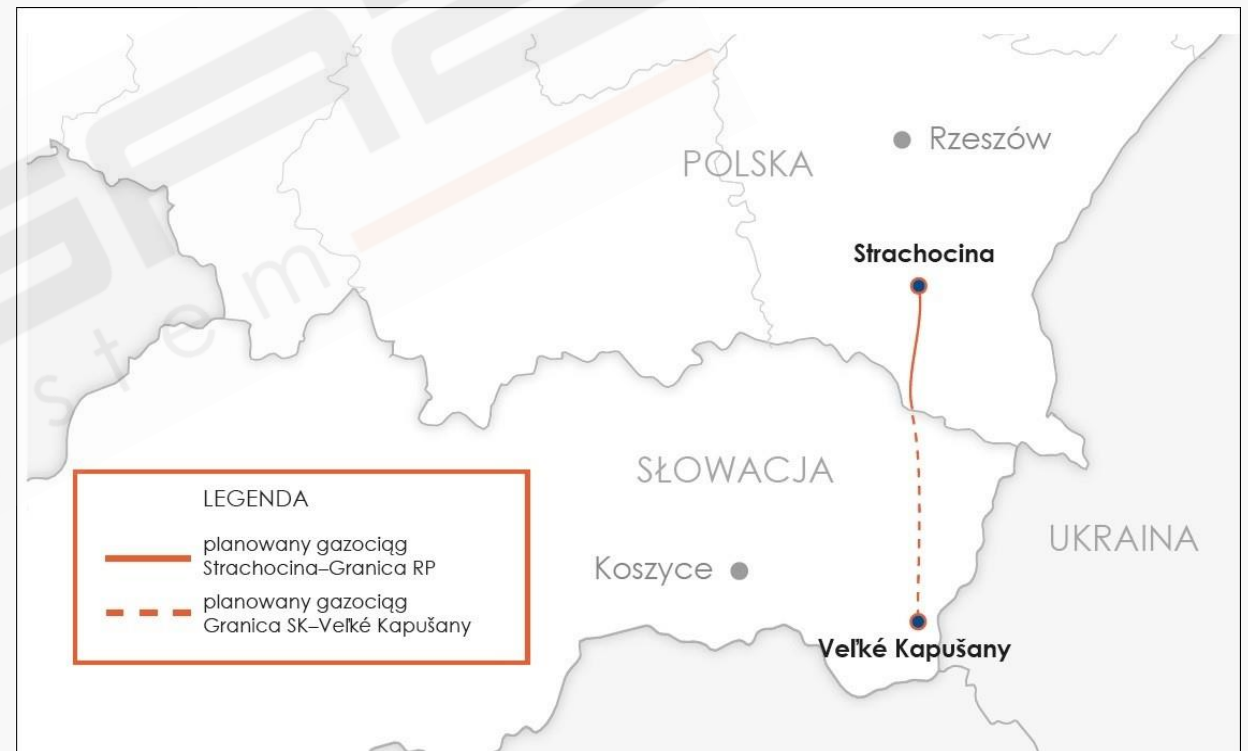 POLSKA
Rzeszów
Strachocina
SŁOWACJA
UKRAINA
Koszyce
Veľké Kapušany
LEGENDA
planowany gazociąg
Strachocina–Granica RP
planowany gazociąg
Granica SK–Veľké Kapušany
stem